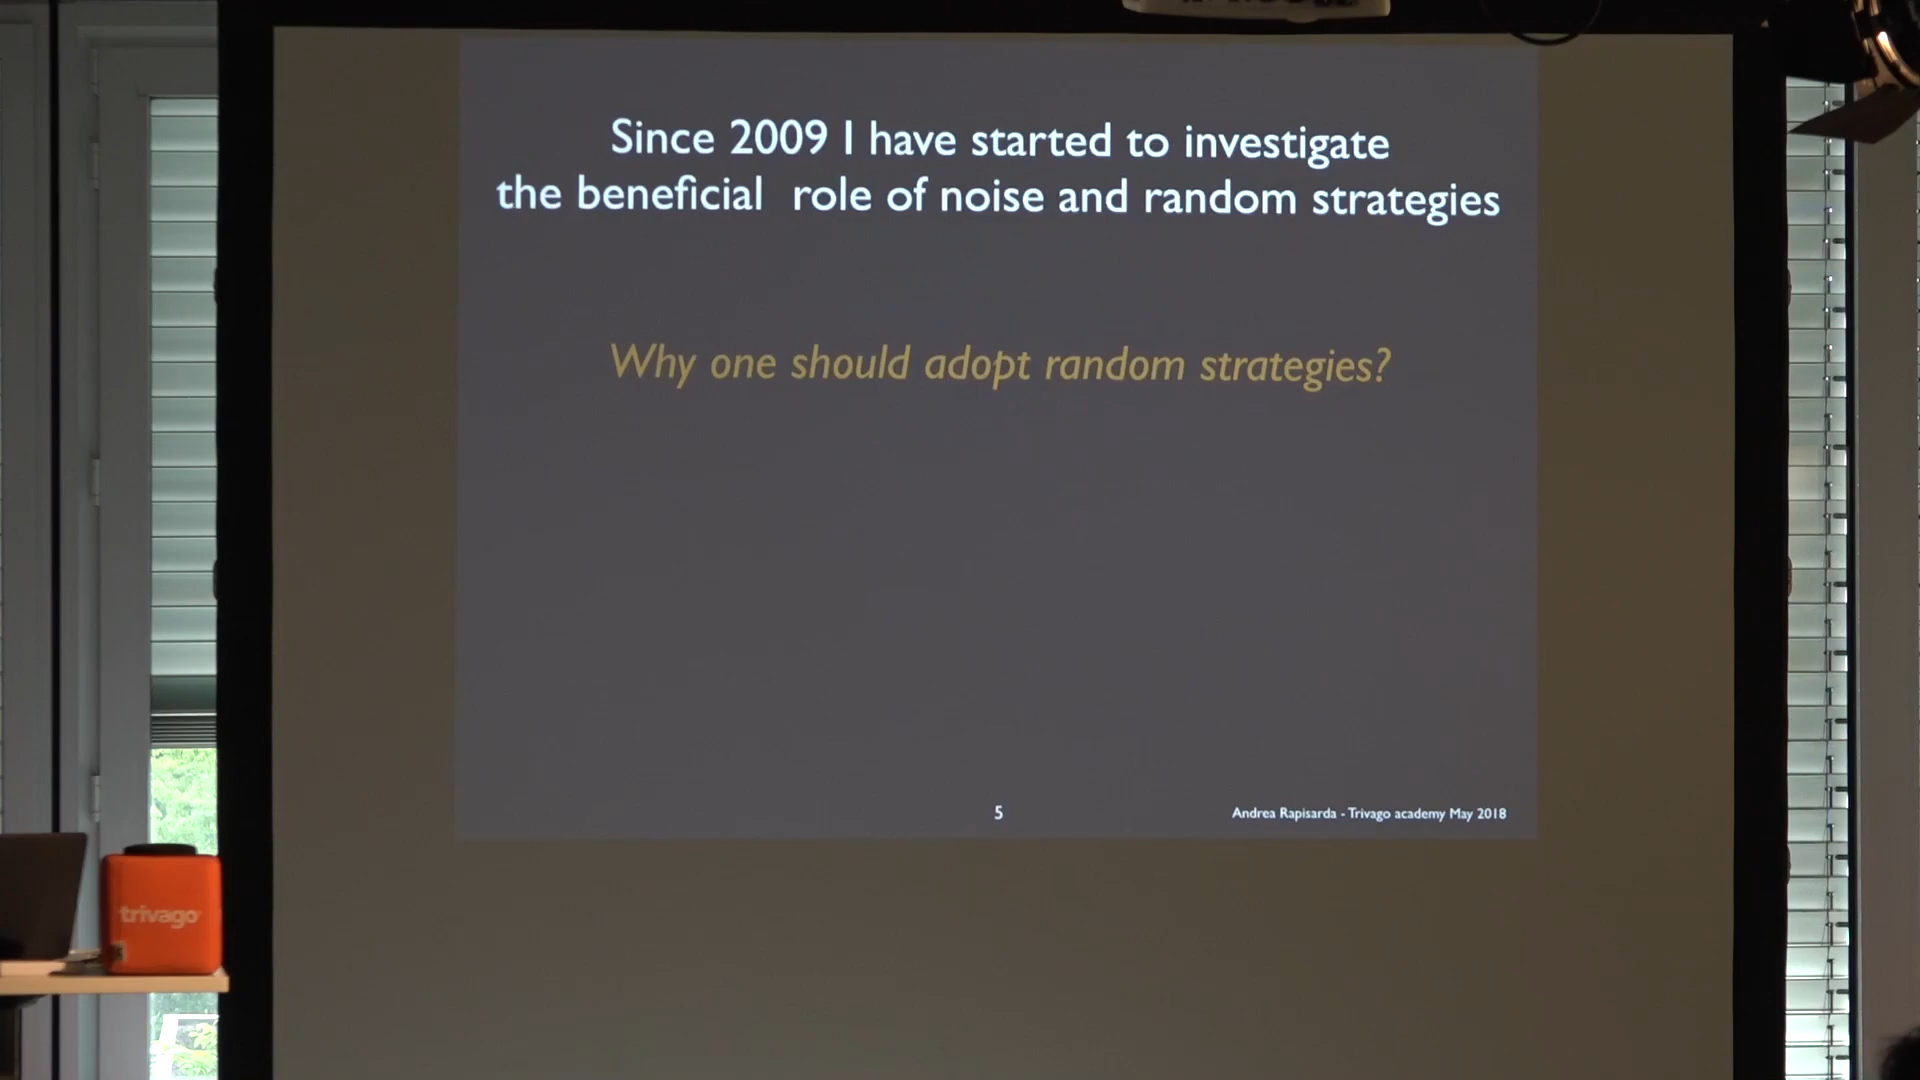 Since 2009 I have started to investigate
the beneficial role of noise and random strategies
Why one should adopt random strategies?
5
Andrea Rapisarda - Trivago academy May 2018
trivago